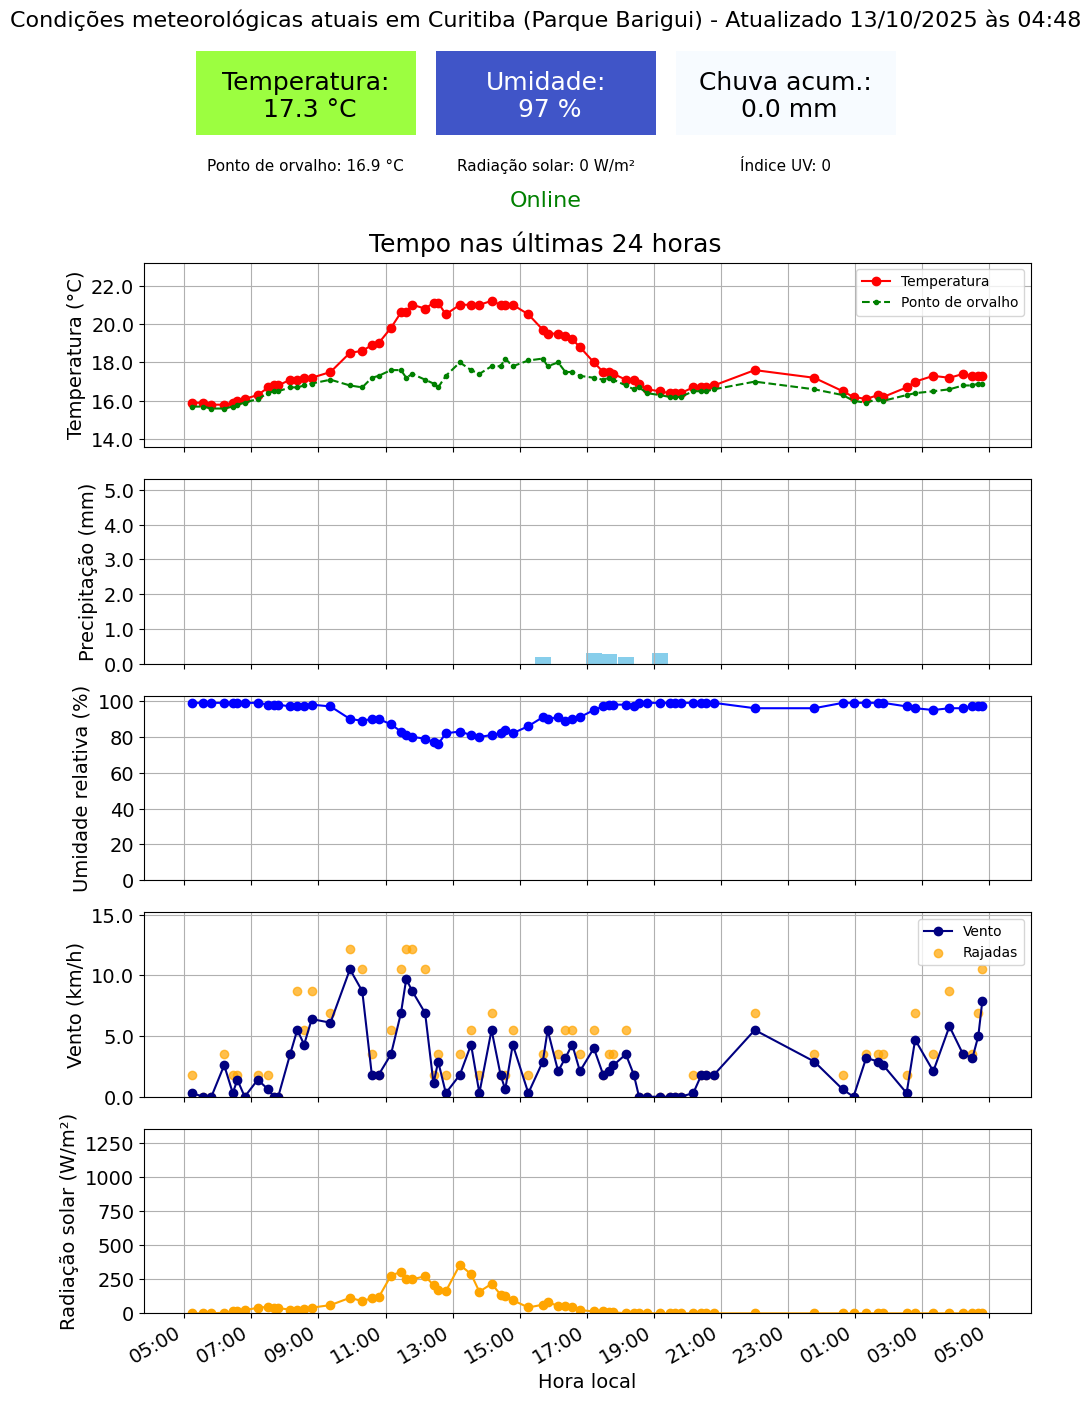 Condições meteorológicas atuais em Curitiba (Parque Barigui) - Atualizado 13/10/2025 às 04:48
Temperatura:
17.3 °C
Umidade:
97 %
Chuva acum.:
0.0 mm
Ponto de orvalho: 16.9 °C
Radiação solar: 0 W/m²
Índice UV: 0
Online
Tempo nas últimas 24 horas
Temperatura (°C)
22.0
20.0
18.0
16.0
14.0
Temperatura
Ponto de orvalho
Precipitação (mm)
5.0
4.0
3.0
2.0
1.0
0.0
Umidade relativa (%)
100
80
60
40
20
0
Vento (km/h)
15.0
10.0
5.0
0.0
Vento
Rajadas
Radiação solar (W/m²)
1250
1000
750
500
250
0
05:00
07:00
09:00
11:00
13:00
15:00
17:00
19:00
21:00
23:00
01:00
03:00
05:00
Hora local